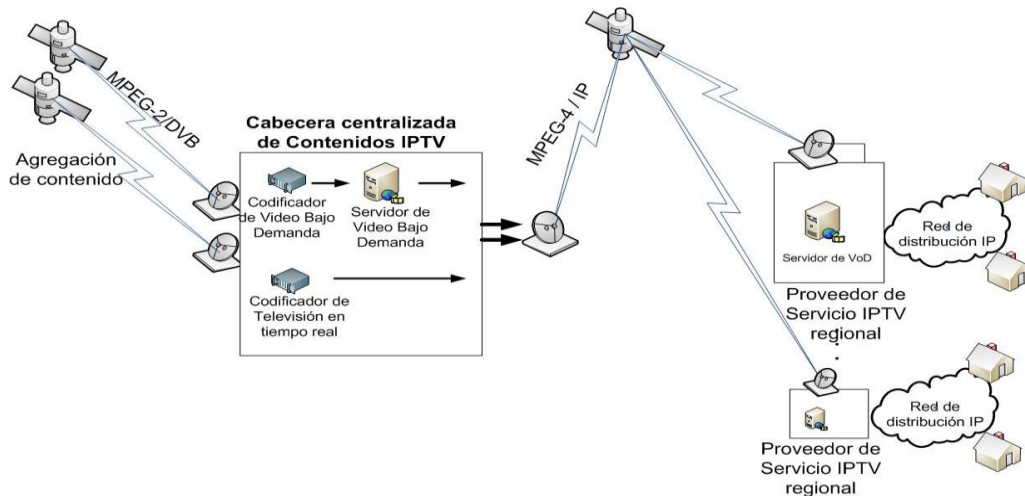 MPEG-2/DVB
Agregación
de contenido
Cabecera centralizada
de Contenidos IPTV
Codificador
de Video Bajo
Demanda
Servidor de
Video Bajo
Demanda
Codificador de
Televisión en
tiempo real
MPEG-4 / IP
Servidor de VoD
Red de
distribución IP
Proveedor de
Servicio IPTV
regional
Red de
distribución IP
Proveedor de
Servicio IPTV
regional